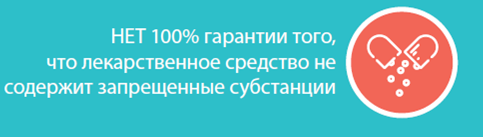 НЕТ 100% гарантии того,
что лекарственное средство не
содержит запрещенные субстанции